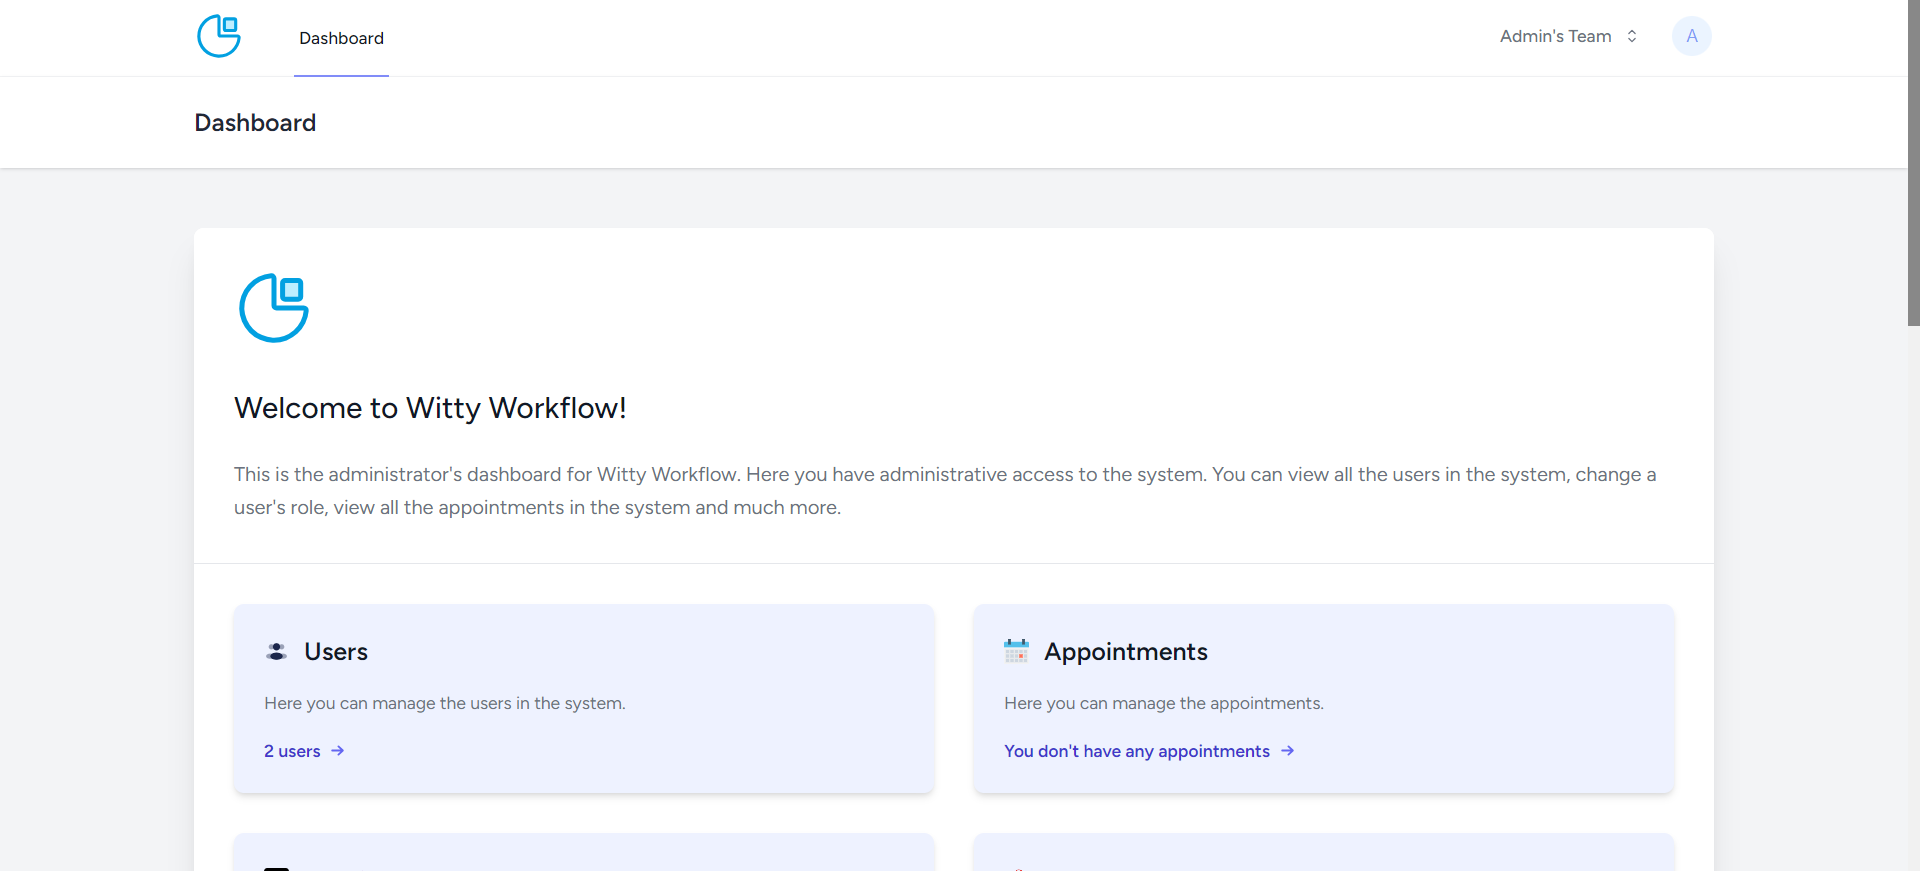 Dashboard
Admin's Team
A
Dashboard
Welcome to Witty Workflow!
This is the administrator's dashboard for Witty Workflow. Here you have administrative access to the system. You can view all the users in the system, change a
user's role, view all the appointments in the system and much more.
Users
Here you can manage the users in the system.
2 users
Appointments
Here you can manage the appointments.
You don't have any appointments